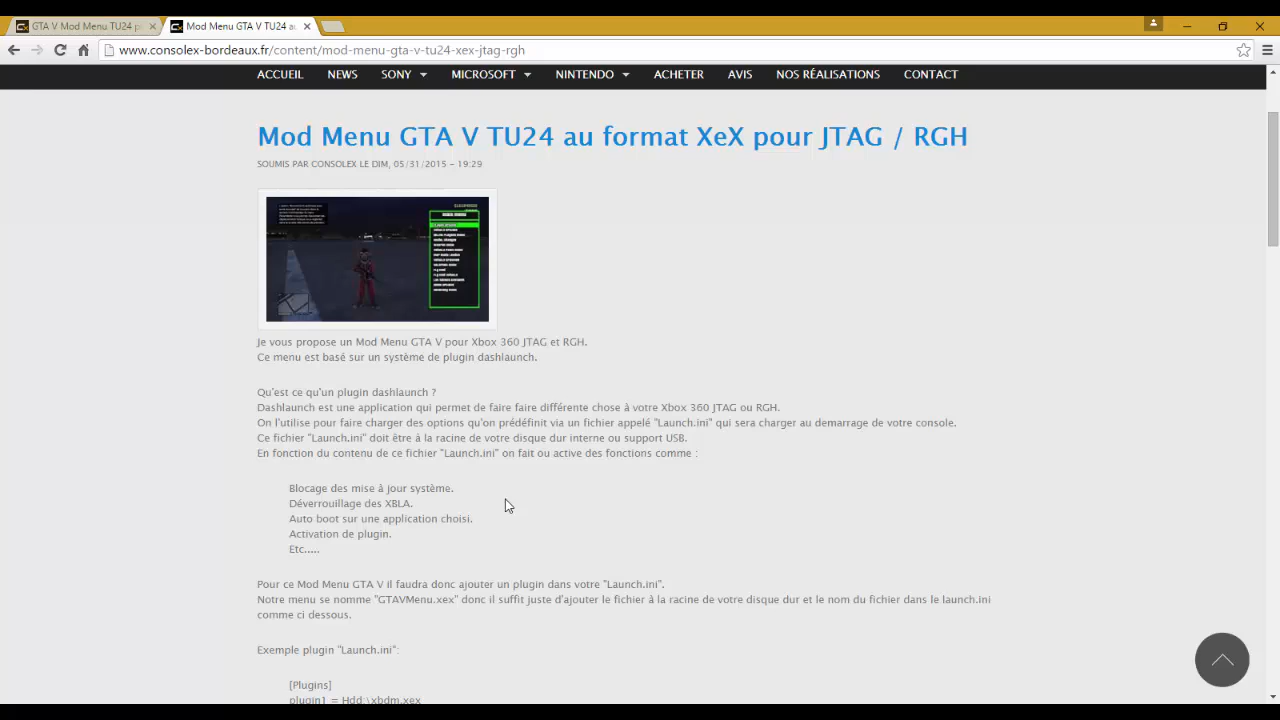 GTA V Mod Menu TU24 p
Mod Menu GTA V TU24 au
www.consolex-bordeaux.fr/content/mod-menu-gta-v-tu24-xex-jtag-rgh
ACCUEIL NEWS SONY MICROSOFT NINTENDO ACHETER AVIS NOS RÉALISATIONS CONTACT
Mod Menu GTA V TU24 au format XeX pour JTAG / RGH
SOUMIS PAR CONSOLEX LE DIM, 05/31/2015 – 19:29
Je vous propose un Mod Menu GTA V pour Xbox 360 JTAG et RGH.
Ce menu est basé sur un système de plugin dashlaunch.
Qu'est ce qu'un plugin dashlaunch ?
Dashlaunch est une application qui permet de faire faire différente chose à votre Xbox 360 JTAG ou RGH.
On l'utilise pour faire charger des options qu'on prédéfinit via un fichier appelé "Launch.ini" qui sera charger au demarrage de votre console.
Ce fichier "Launch.ini" doit être à la racine de votre disque dur interne ou support USB.
En fonction du contenu de ce fichier "Launch.ini" on fait ou active des fonctions comme :
Blocage des mise à jour système.
Déverrouillage des XBLA.
Auto boot sur une application choisi.
Activation de plugin.
Etc.....
Pour ce Mod Menu GTA V il faudra donc ajouter un plugin dans votre "Launch.ini".
Notre menu se nomme "GTAVMenu.xex" donc il suffit juste d'ajouter le fichier à la racine de votre disque dur et le nom du fichier dans le launch.ini
comme ci dessous.
Exemple plugin "Launch.ini":
[Plugins]
plugin1 = Hdd:\xbdm.xex